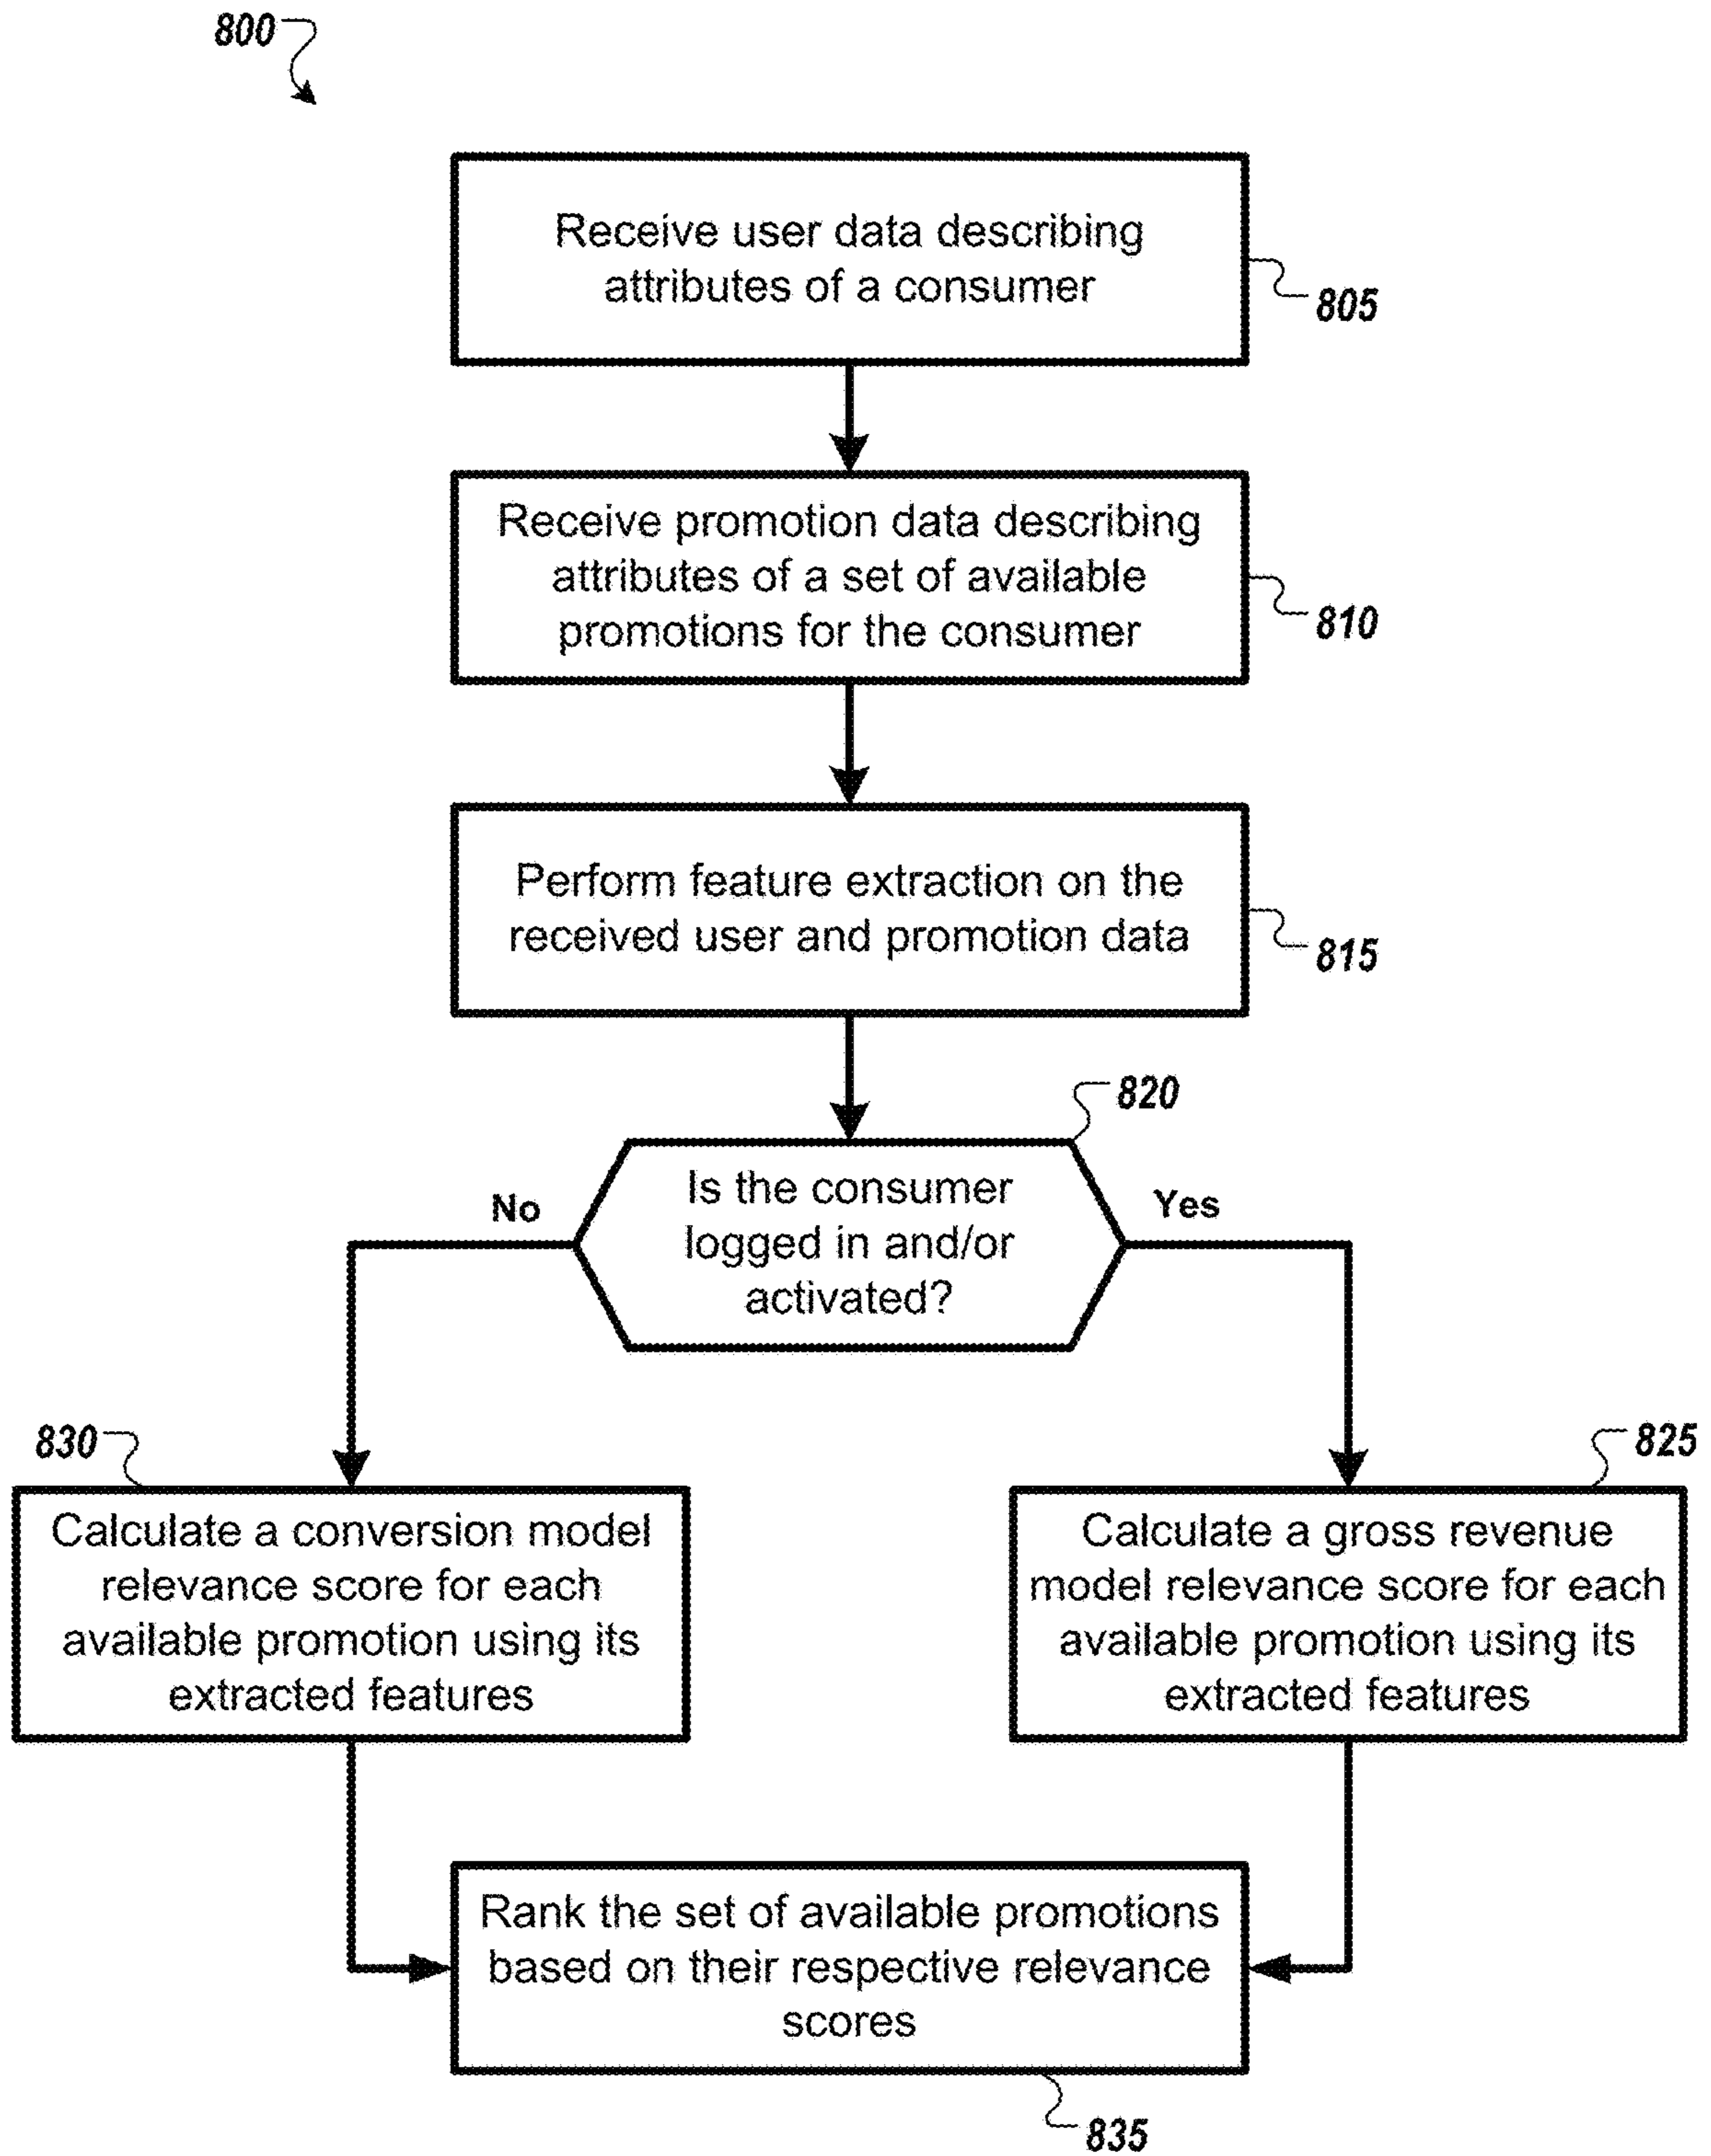 800
Receive user data describing
attributes of a consumer
805
Receive promotion data describing
attributes of a set of available
promotions for the consumer
810
Perform feature extraction on the
received user and promotion data
815
820
Is the consumer
logged in and/or
activated?
No
Yes
830
Calculate a conversion model
relevance score for each
available promotion using its
extracted features
825
Calculate a gross revenue
model relevance score for each
available promotion using its
extracted features
Rank the set of available promotions
based on their respective relevance
scores
835